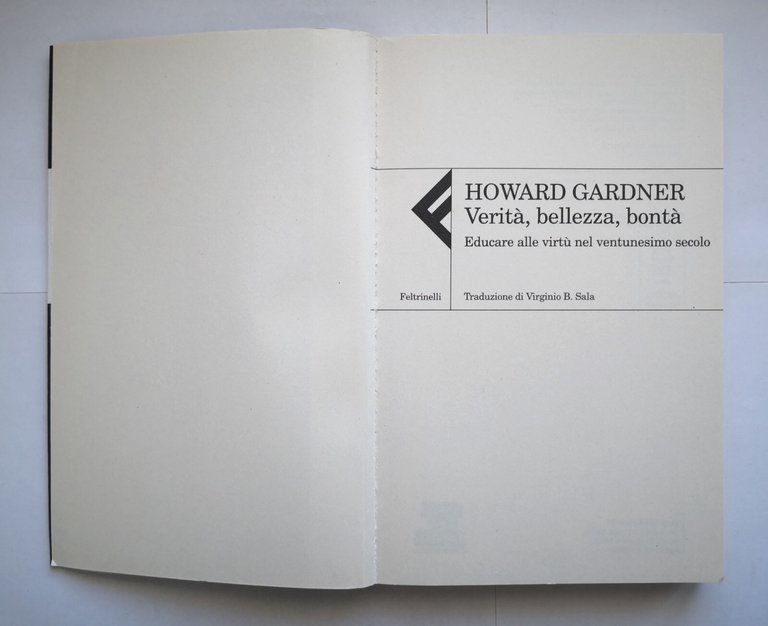 HOWARD GARDNER
Verità, bellezza, bontà
Educare alle virtù nel ventunesimo secolo
Feltrinelli
Traduzione di Virginio B. Sala